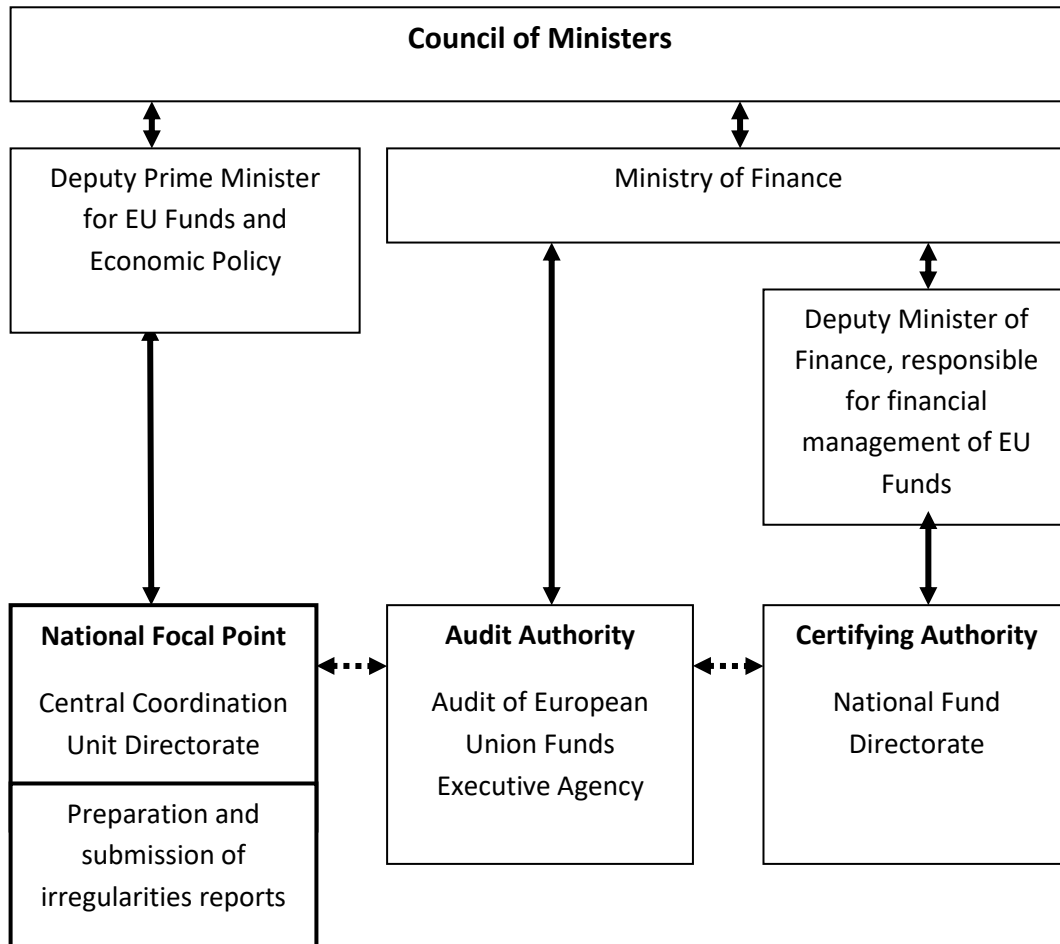 Council of Ministers
Deputy Prime Minister
for EU Funds and
Economic Policy
Ministry of Finance
Deputy Minister of
Finance, responsible
for financial
management of EU
Funds
National Focal Point
Central Coordination
Unit Directorate
Preparation and
submission of
irregularities reports
Audit Authority
Audit of European
Union Funds
Executive Agency
Certifying Authority
National Fund
Directorate